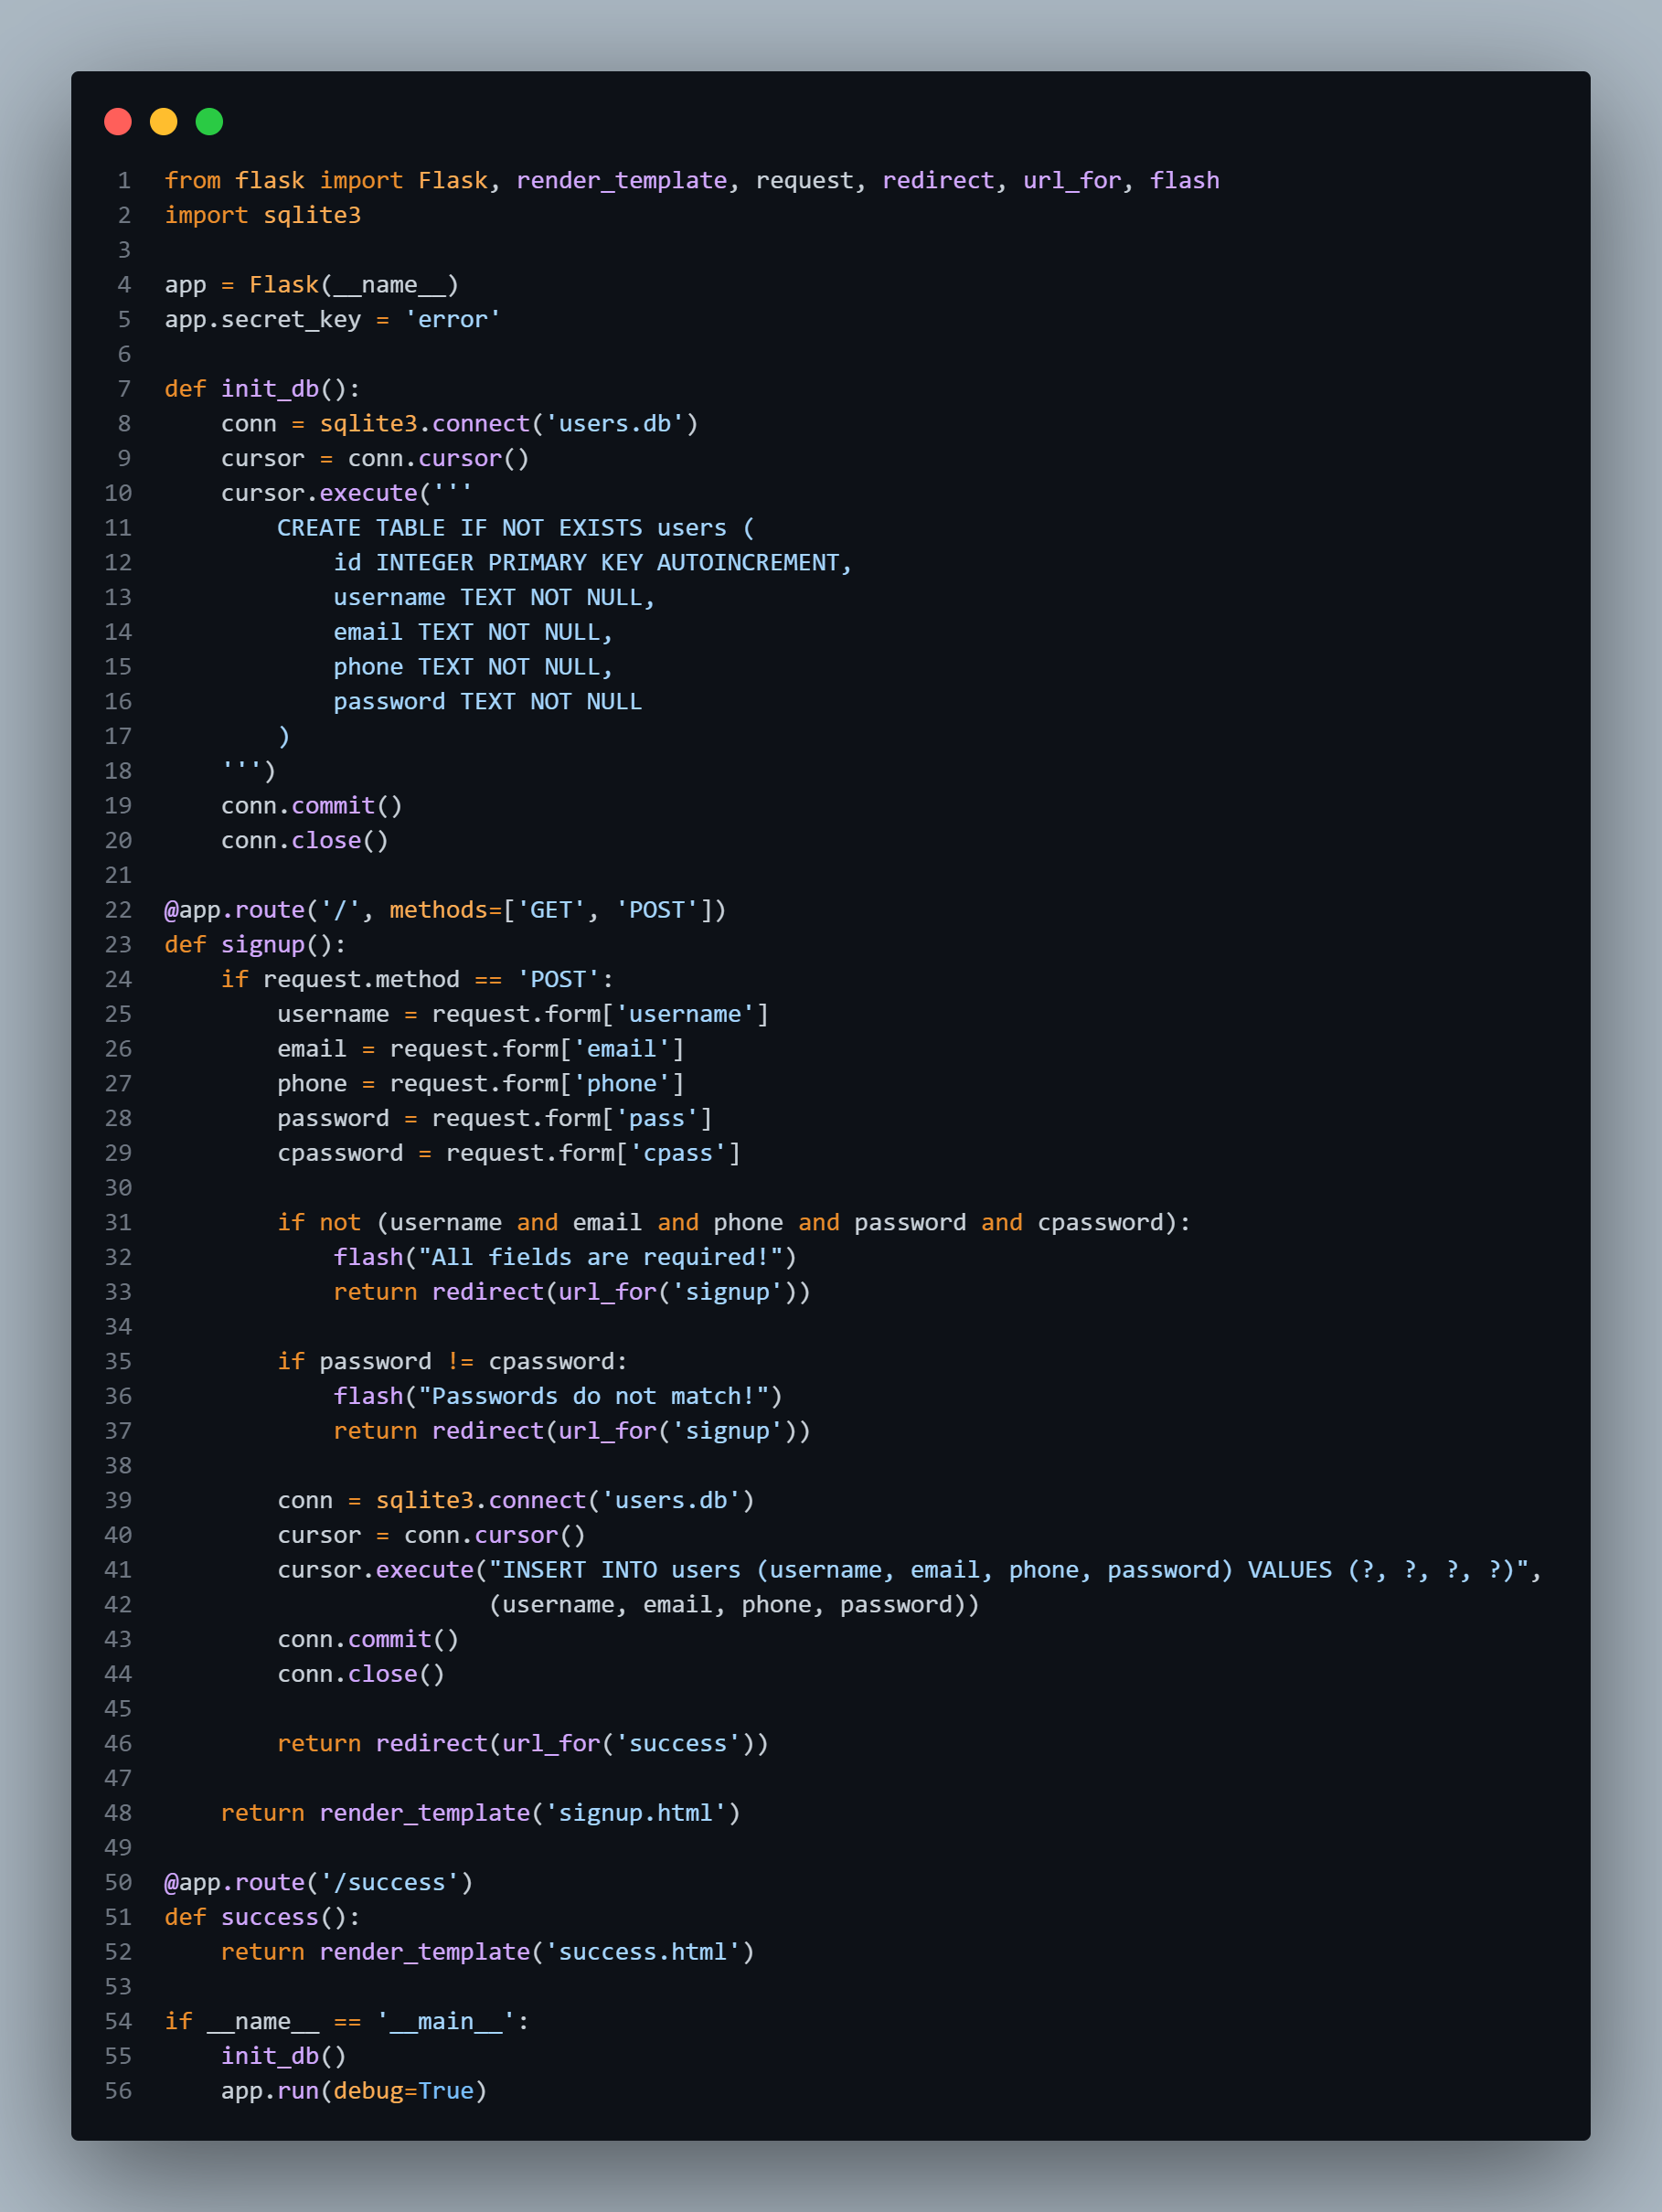 1 from flask import Flask, render_template, request, redirect, url_for, flash
2 import sqlite3
3
4 app = Flask(__name__)
5 app.secret_key = 'error'
6
7 def init_db():
8     conn = sqlite3.connect('users.db')
9     cursor = conn.cursor()
10     cursor.execute('''
11         CREATE TABLE IF NOT EXISTS users (
12             id INTEGER PRIMARY KEY AUTOINCREMENT,
13             username TEXT NOT NULL,
14             email TEXT NOT NULL,
15             phone TEXT NOT NULL,
16             password TEXT NOT NULL
17         )
18     ''')
19     conn.commit()
20     conn.close()
21
22 @app.route('/', methods=['GET', 'POST'])
23 def signup():
24     if request.method == 'POST':
25         username = request.form['username']
26         email = request.form['email']
27         phone = request.form['phone']
28         password = request.form['pass']
29         cpassword = request.form['cpass']
30
31         if not (username and email and phone and password and cpassword):
32             flash("All fields are required!")
33             return redirect(url_for('signup'))
34
35         if password != cpassword:
36             flash("Passwords do not match!")
37             return redirect(url_for('signup'))
38
39         conn = sqlite3.connect('users.db')
40         cursor = conn.cursor()
41         cursor.execute("INSERT INTO users (username, email, phone, password) VALUES (?, ?, ?, ?)",
42                        (username, email, phone, password))
43         conn.commit()
44         conn.close()
45
46         return redirect(url_for('success'))
47
48     return render_template('signup.html')
49
50 @app.route('/success')
51 def success():
52     return render_template('success.html')
53
54 if __name__ == '__main__':
55     init_db()
56     app.run(debug=True)